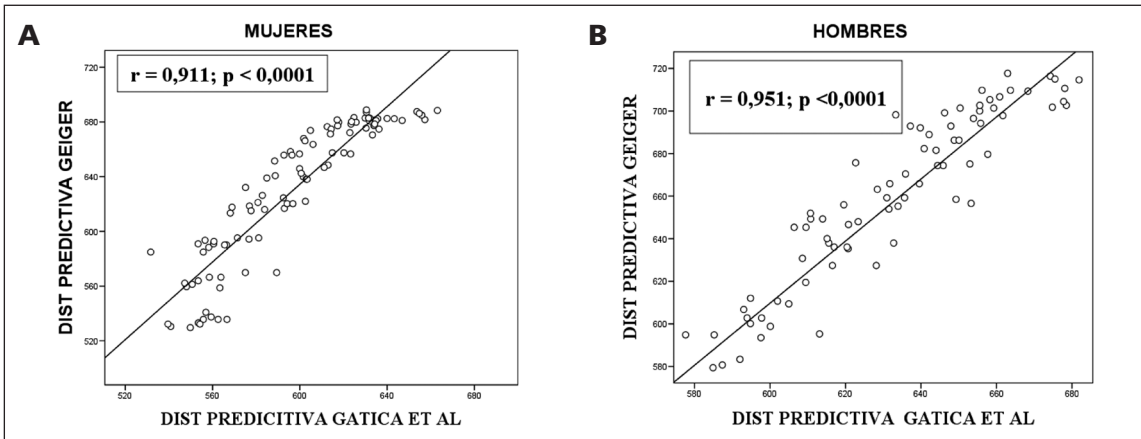 A
MUJERES
r = 0,911; p < 0,0001
DIST PREDICTIVA GEIGER
720
680
640
600
560
520
520
560
600
640
680
DIST PREDICITIVA GATICA ET AL
B
HOMBRES
r = 0,951; p <0,0001
DIST PREDICTIVA GEIGER
720
700
680
660
640
620
600
580
580
600
620
640
660
680
DIST PREDICTIVA GATICA ET AL